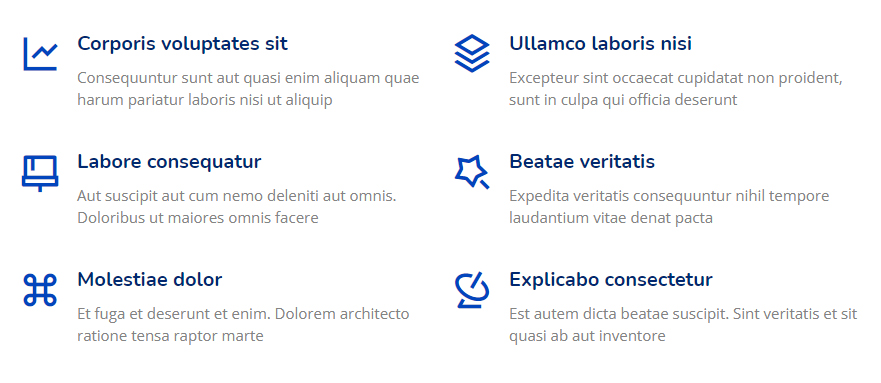 Corporis voluptates sit
Consequuntur sunt aut quasi enim aliquam quae
harum pariatur laboris nisi ut aliquip
Ullamco laboris nisi
Excepteur sint occaecat cupidatat non proident,
sunt in culpa qui officia deserunt
Labore consequatur
Aut suscipit aut cum nemo deleniti aut omnis.
Doloribus ut maiores omnis facere
Beatae veritatis
Expedita veritatis consequuntur nihil tempore
laudantium vitae denat pacta
Molestiae dolor
Et fuga et deserunt et enim. Dolorem architecto
ratione tensa raptor marte
Explicabo consectetur
Est autem dicta beatae suscipit. Sint veritatis et sit
quasi ab aut inventore